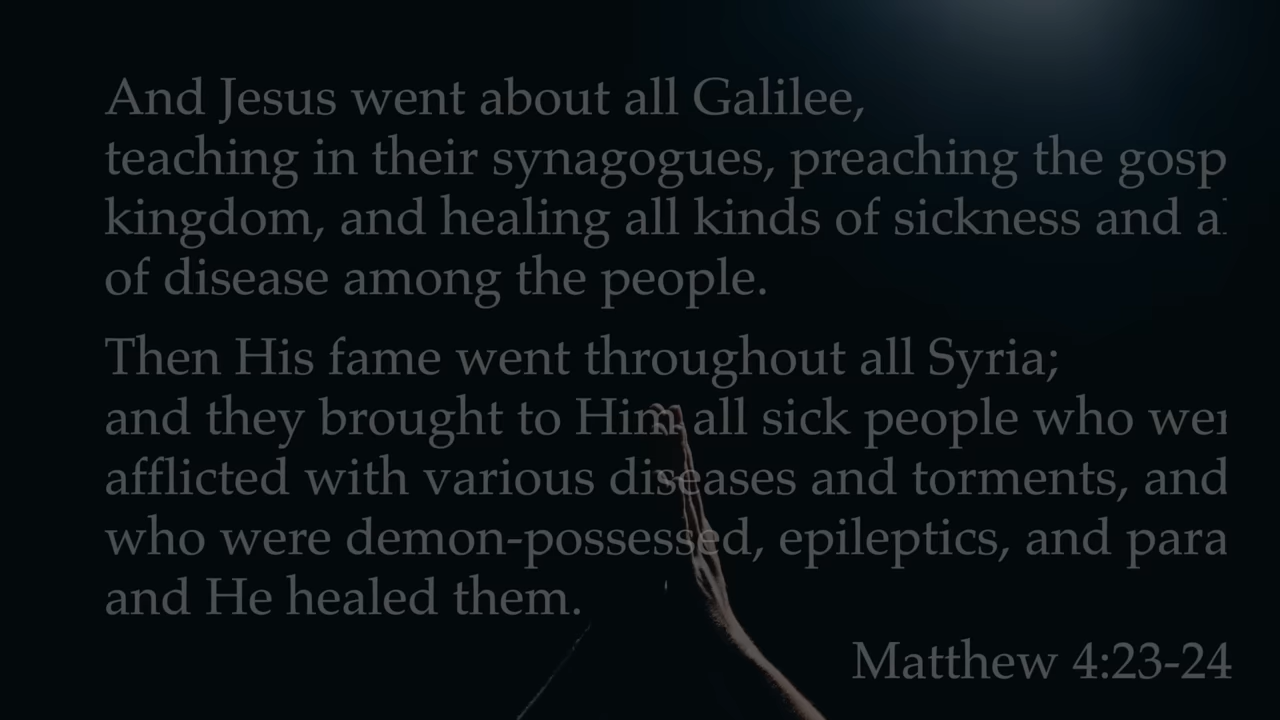 And Jesus went about all Galilee,
teaching in their synagogues, preaching the gosp
kingdom, and healing all kinds of sickness and a
of disease among the people.
Then His fame went throughout all Syria;
and they brought to Him all sick people who wer
afflicted with various diseases and torments, and
who were demon-possessed, epileptics, and para
and He healed them.
Matthew 4:23-24